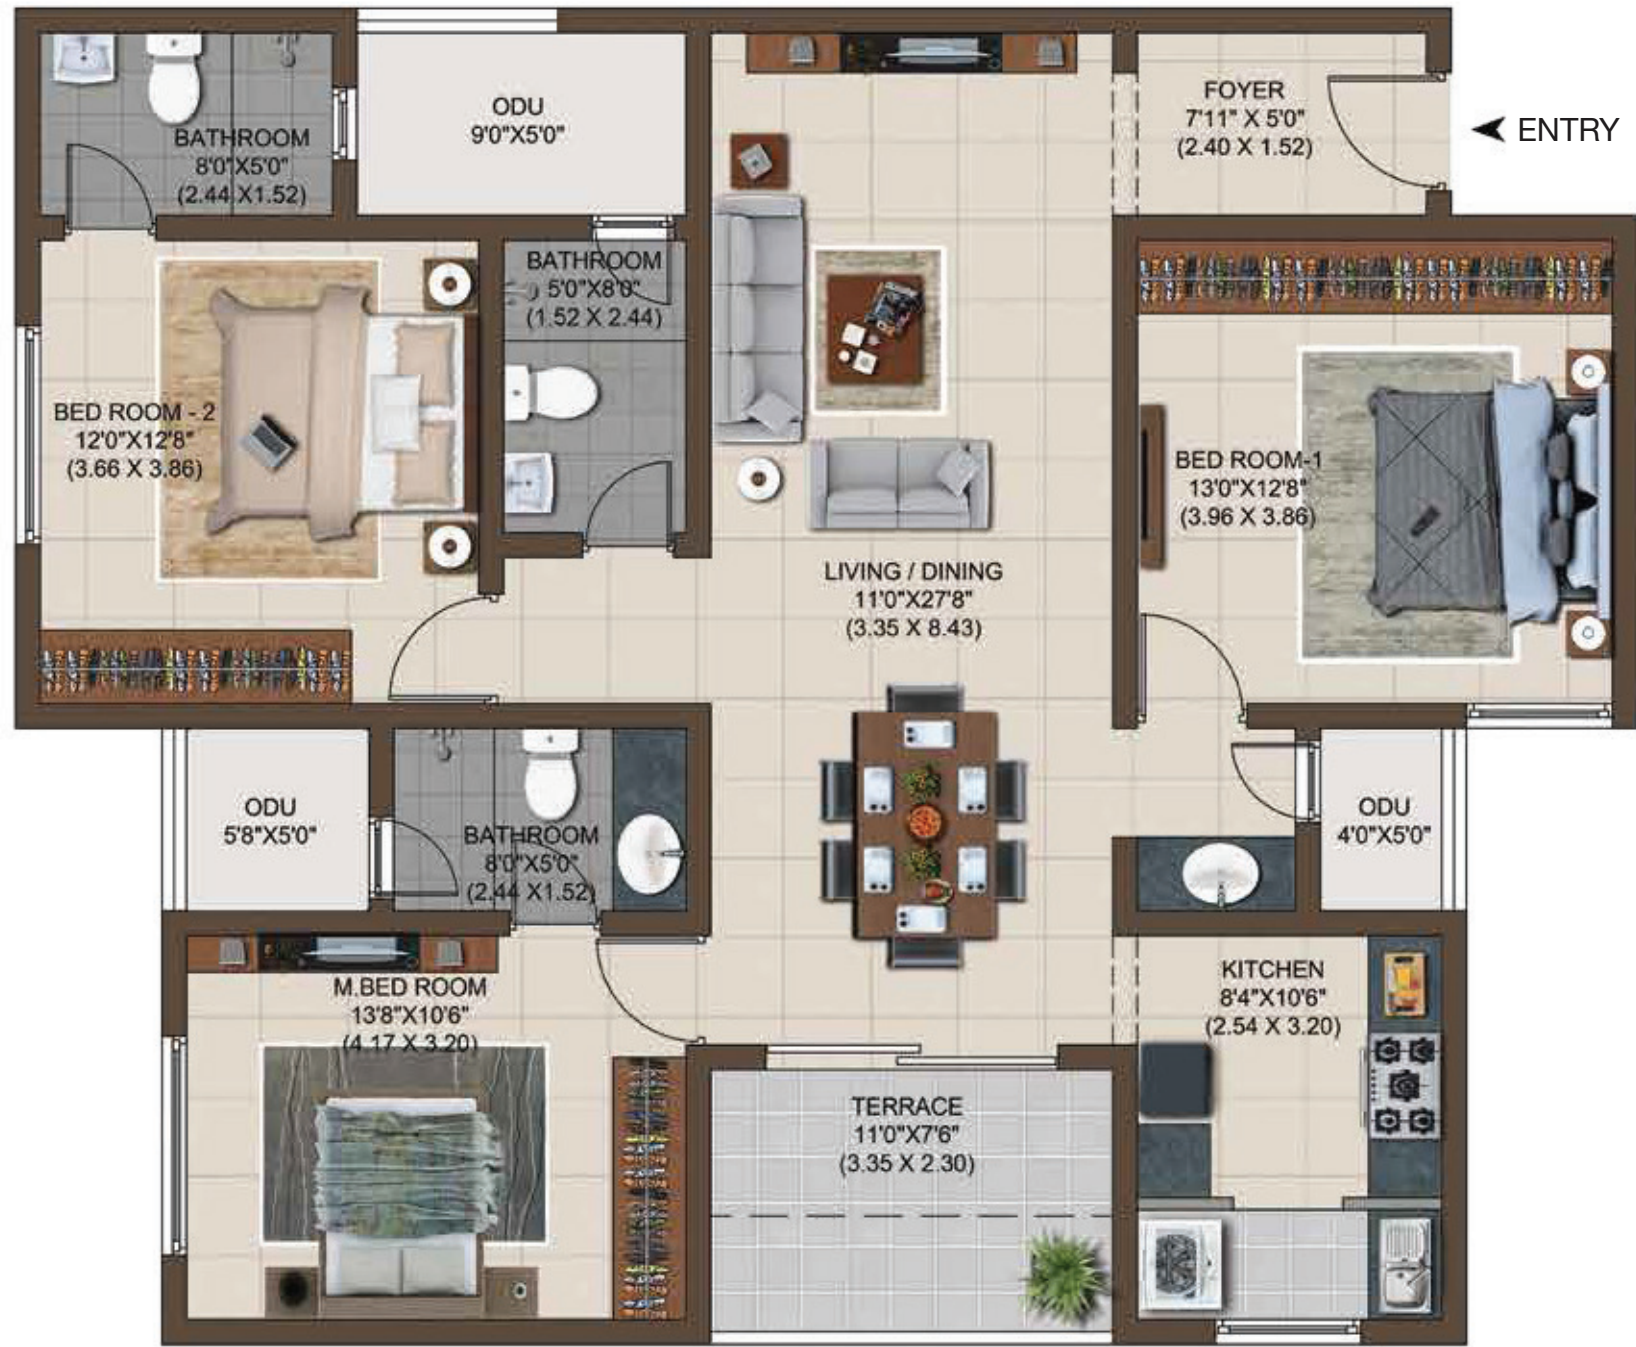 BATHROOM
8'0"X5'0"
(2.44 X1.52)
ODU
9'0"X5'0"
FOYER
7'11" X 5'0"
(2.40 X 1.52)
ENTRY
BATHROOM
5'0"X8'0"
(1.52 X 2.44)
BED ROOM - 2
12'0"X12'8"
(3.66 X 3.86)
BED ROOM-1
13'0"X12'8"
(3.96 X 3.86)
LIVING / DINING
11'0"X27'8"
(3.35 X 8.43)
ODU
5'8"X5'0"
BATHROOM
8'0"X5'0"
(2.44 X1.52)
ODU
4'0"X5'0"
M.BED ROOM
13'8"X10'6"
(4.17 X 3.20)
KITCHEN
8'4"X10'6"
(2.54 X 3.20)
TERRACE
11'0"X7'6"
(3.35 X 2.30)